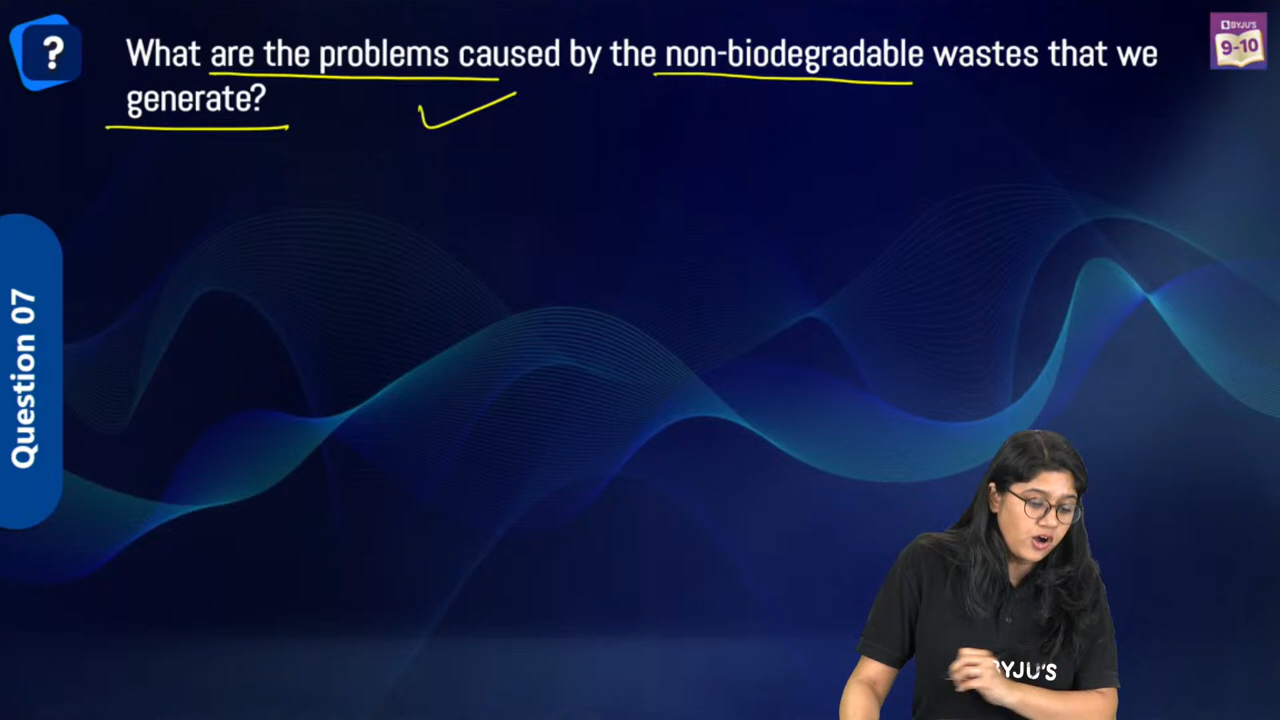 ?
What are the problems caused by the non-biodegradable wastes that we
generate?
BYJU'S
9-10
Question 07
BYJU'S